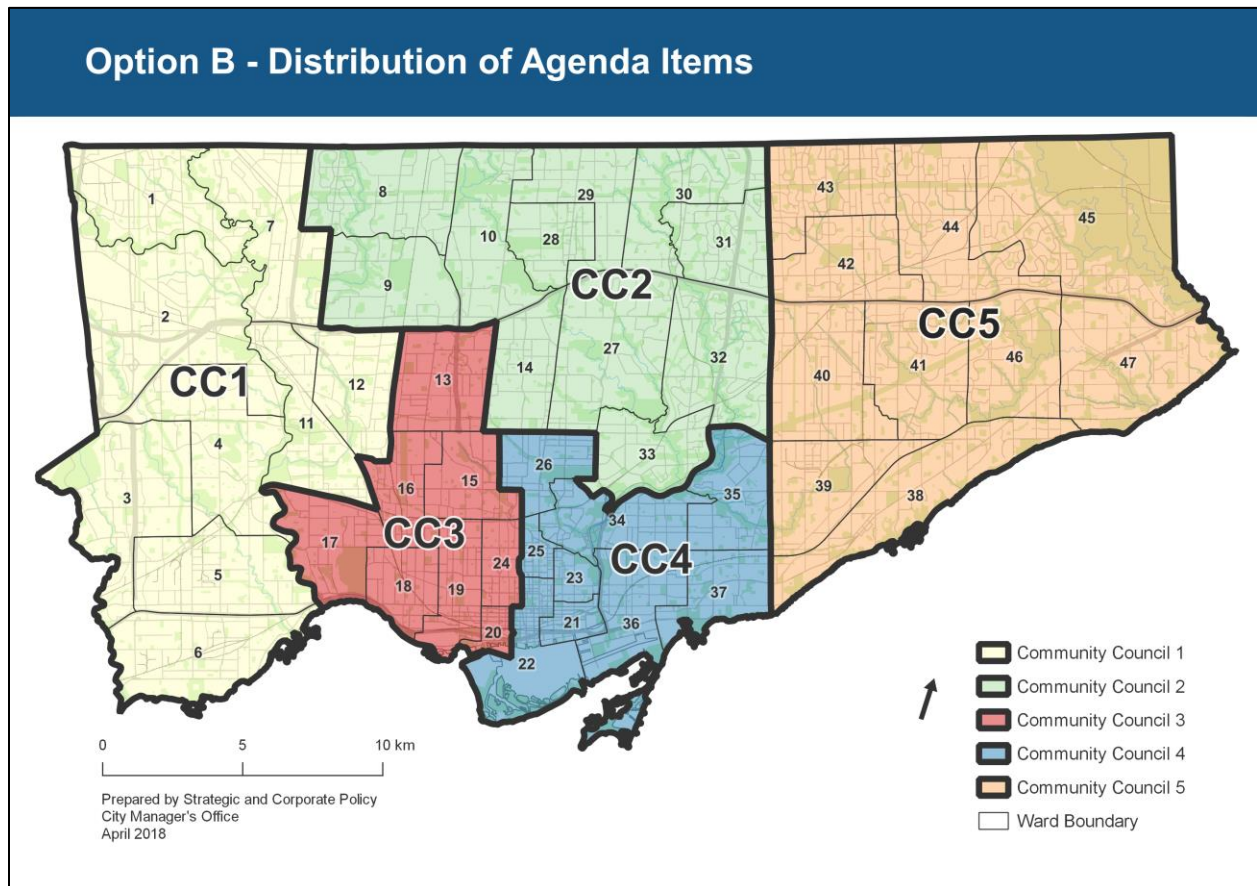 Option B - Distribution of Agenda Items
1
7
8
10
29
28
30
31
43
44
45
42
9
2
CC2
CC1
CC5
27
32
13
14
12
11
40
41
46
47
4
3
26
33
16
15
39
38
35
17
CC3
34
CC4
25
24
23
5
18
19
37
20
21
36
6
22
Community Council 1
Community Council 2
Community Council 3
Community Council 4
Community Council 5
Ward Boundary
0 5 10 km
Prepared by Strategic and Corporate Policy
City Manager's Office
April 2018